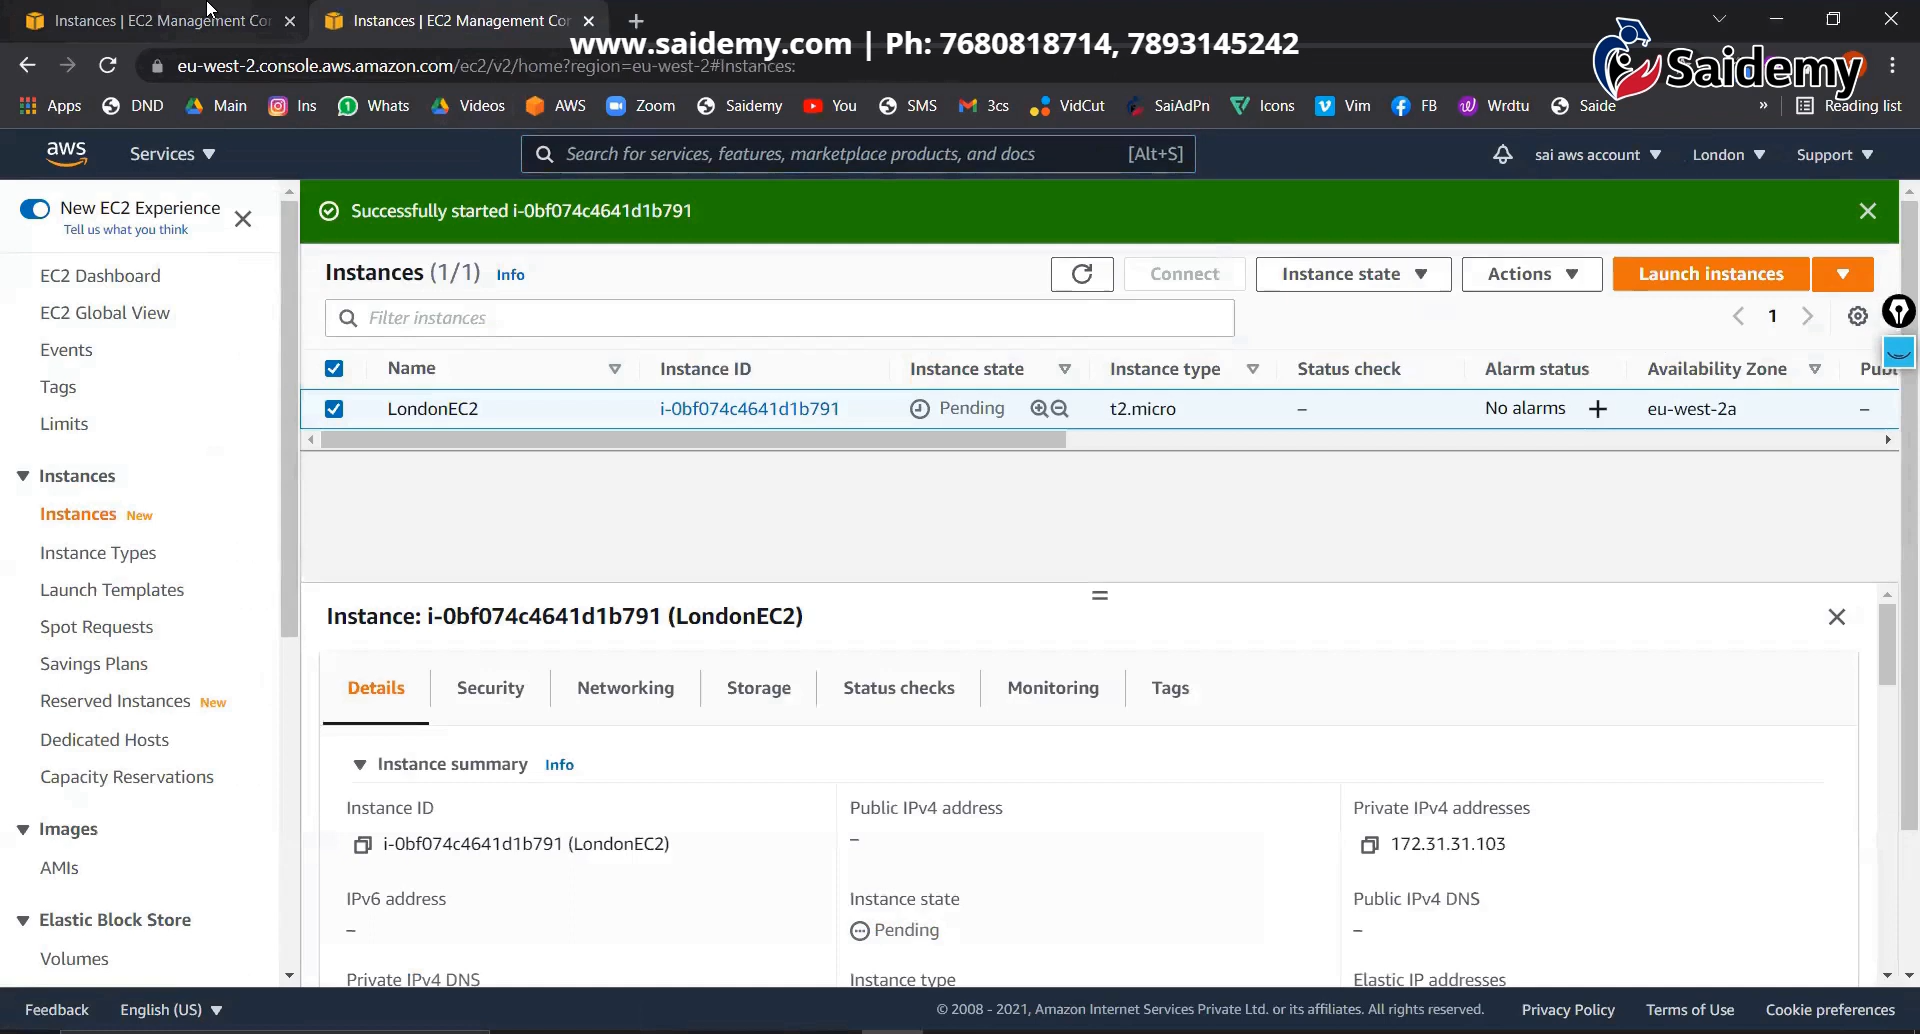 Instances | EC2 Management Con
Instances | EC2 Management Con
www.saidemy.com | Ph: 7680818714, 7893145242
Saidemy
eu-west-2.console.aws.amazon.com/ec2/v2/home?region=eu-west-2#Instances:
Apps DND Main Ins Whats Videos AWS Zoom Saidemy You SMS 3cs VidCut SaiAdPn Icons Vim FB Wrdtu Saide » Reading list
aws Services Search for services, features, marketplace products, and docs [Alt+S] sai aws account London Support
New EC2 Experience
Tell us what you think
EC2 Dashboard
EC2 Global View
Events
Tags
Limits
Instances
Instances New
Instance Types
Launch Templates
Spot Requests
Savings Plans
Reserved Instances New
Dedicated Hosts
Capacity Reservations
Images
AMIs
Elastic Block Store
Volumes
Successfully started i-0bf074c4641d1b791
Instances (1/1) Info Connect Instance state Actions Launch instances
Filter instances 1
Name Instance ID Instance state Instance type Status check Alarm status Availability Zone Publ
LondonEC2 i-0bf074c4641d1b791 Pending t2.micro – No alarms + eu-west-2a –
Instance: i-0bf074c4641d1b791 (LondonEC2)
Details Security Networking Storage Status checks Monitoring Tags
Instance summary Info
Instance ID Public IPv4 address Private IPv4 addresses
i-0bf074c4641d1b791 (LondonEC2) – 172.31.31.103
IPv6 address Instance state Public IPv4 DNS
– Pending –
Private IPv4 DNS Instance type Elastic IP addresses
Feedback English (US) © 2008 - 2021, Amazon Internet Services Private Ltd. or its affiliates. All rights reserved. Privacy Policy Terms of Use Cookie preferences